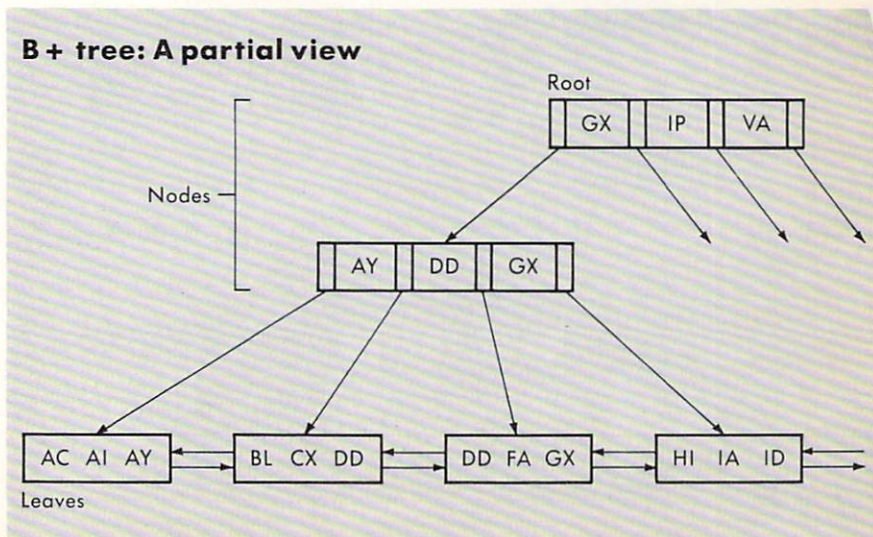 B+ tree: A partial view
Root
GX IP VA
Nodes
AY DD GX
AC AI AY BL CX DD DD FA GX HI IA ID
Leaves